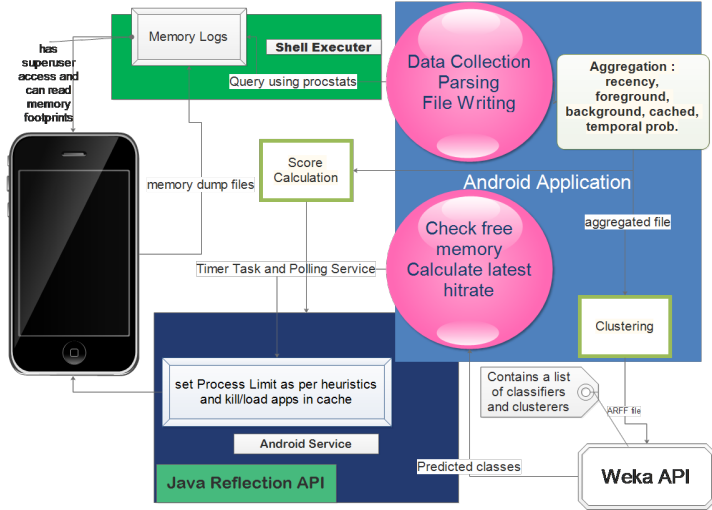 has
superuser
access and
can read
memory
footprints
Memory Logs
Shell Executer
Query using procstats
Data Collection
Parsing
File Writing
Aggregation :
recency,
foreground,
background, cached,
temporal prob.
memory dump files
Score
Calculation
Android Application
aggregated file
Check free
memory
Calculate latest
hitrate
Timer Task and Polling Service
Clustering
set Process Limit as per heuristics
and kill/load apps in cache
Contains a list
of classifiers
and clusterers
ARFF file
Android Service
Predicted classes
Weka API
Java Reflection API